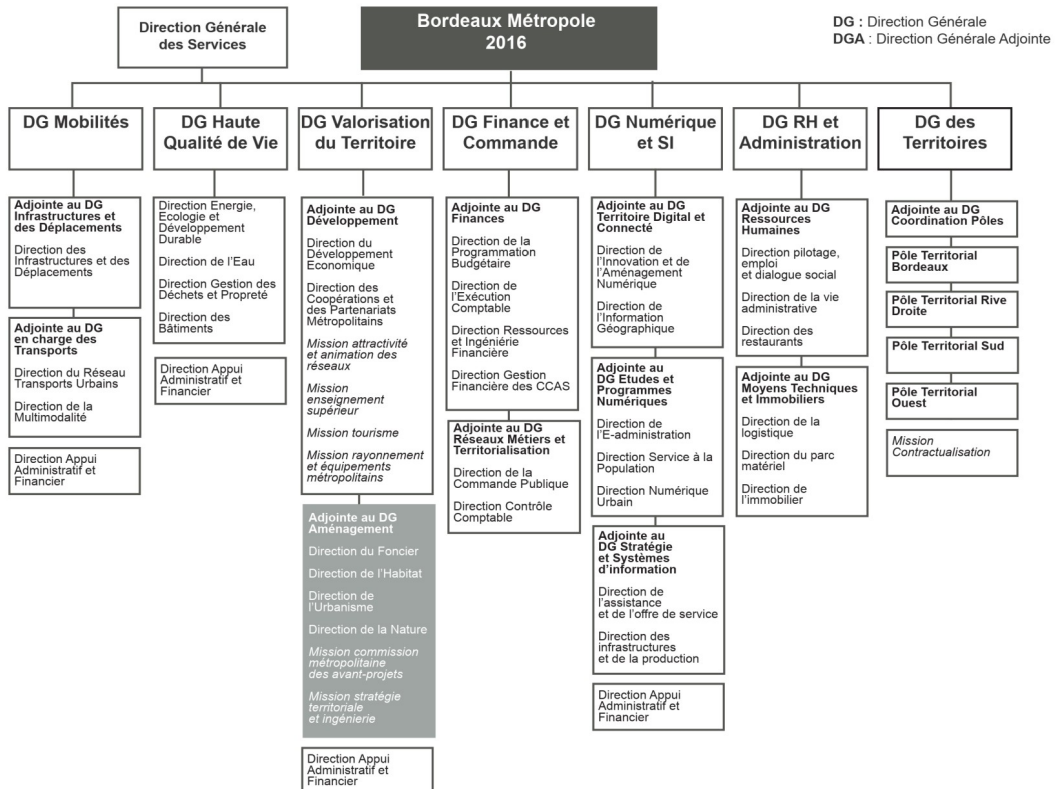 Direction Générale
des Services
Bordeaux Métropole
2016
DG : Direction Générale
DGA : Direction Générale Adjointe
DG Mobilités
DG Haute
Qualité de Vie
DG Valorisation
du Territoire
DG Finance et
Commande
DG Numérique
et SI
DG RH et
Administration
DG des
Territoires
Adjointe au DG
Infrastructures et
des Déplacements
Direction des
Infrastructures et des
Déplacements
Adjointe au DG
en charge des
Transports
Direction du Réseau
Transports Urbains
Direction de la
Multimodalité
Direction Appui
Administratif et
Financier
Direction Energie,
Ecologie et
Développement
Durable
Direction de l'Eau
Direction Gestion des
Déchets et Propreté
Direction des
Bâtiments
Direction Appui
Administratif et
Financier
Adjointe au DG
Développement
Direction du
Développement
Economique
Direction des
Coopérations et
des Partenariats
Métropolitains
Mission attractivité
et animation des
réseaux
Mission
enseignement
supérieur
Mission tourisme
Mission rayonnement
et équipements
métropolitains
Adjointe au DG
Aménagement
Direction du Foncier
Direction de l'Habitat
Direction de
l'Urbanisme
Direction de la Nature
Mission commission
métropolitaine
des avant-projets
Mission stratégie
territoriale
et ingénierie
Direction Appui
Administratif et
Financier
Adjointe au DG
Finances
Direction de la
Programmation
Budgétaire
Direction de
l'Exécution
Comptable
Direction Ressources
et Ingéniérie
Financière
Direction Gestion
Financière des CCAS
Adjointe au DG
Réseaux Métiers et
Territorialisation
Direction de la
Commande Publique
Direction Contrôle
Comptable
Adjointe au DG
Territoire Digital et
Connecté
Direction de
l'Innovation et de
l'Aménagement
Numérique
Direction de
l'Information
Géographique
Adjointe au
DG Etudes et
Programmes
Numériques
Direction de
l'E-administration
Direction Service à la
Population
Direction Numérique
Urbain
Adjointe au
DG Stratégie
et Systèmes
d'information
Direction de
l'assistance
et de l'offre de service
Direction des
infrastructures
et de la production
Direction Appui
Administratif et
Financier
Adjointe au DG
Ressources
Humaines
Direction pilotage,
emploi
et dialogue social
Direction de la vie
administrative
Direction des
restaurants
Adjointe au DG
Moyens Techniques
et Immobiliers
Direction de la
logistique
Direction du parc
matériel
Direction de
l'immobilier
Adjointe au DG
Coordination Pôles
Pôle Territorial
Bordeaux
Pôle Territorial Rive
Droite
Pôle Territorial Sud
Pôle Territorial
Ouest
Mission
Contractualisation